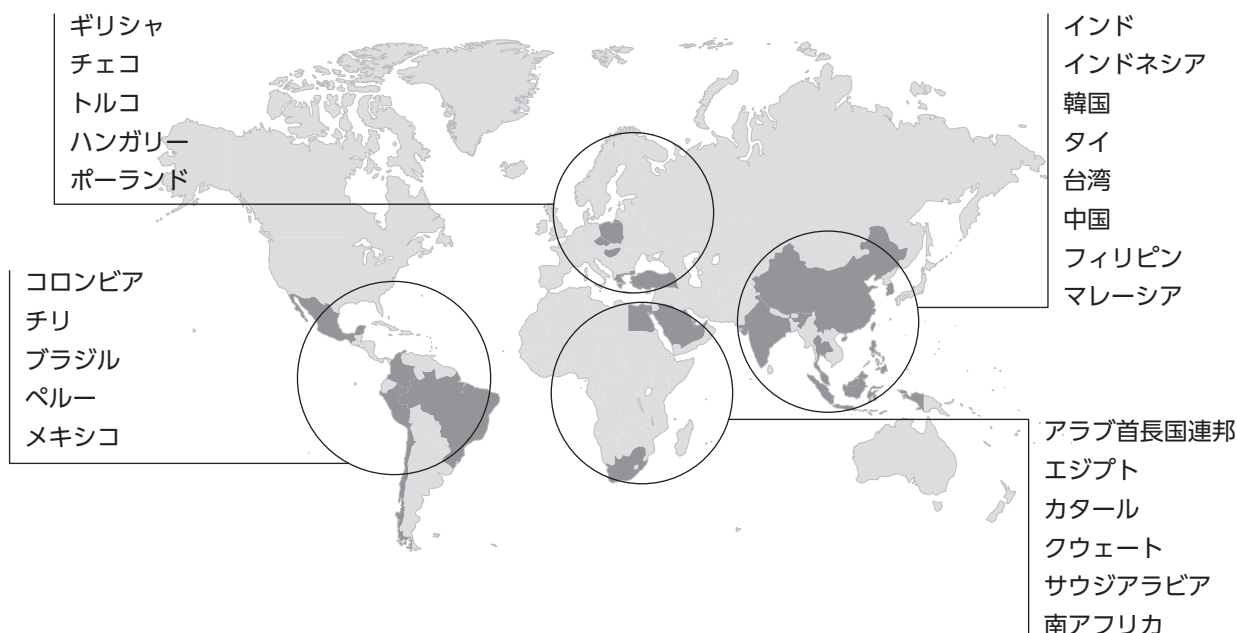 ギリシャ
チェコ
トルコ
ハンガリー
ポーランド
インド
インドネシア
韓国
タイ
台湾
中国
フィリピン
マレーシア
コロンビア
チリ
ブラジル
ペルー
メキシコ
アラブ首長国連邦
エジプト
カタール
クウェート
サウジアラビア
南アフリカ